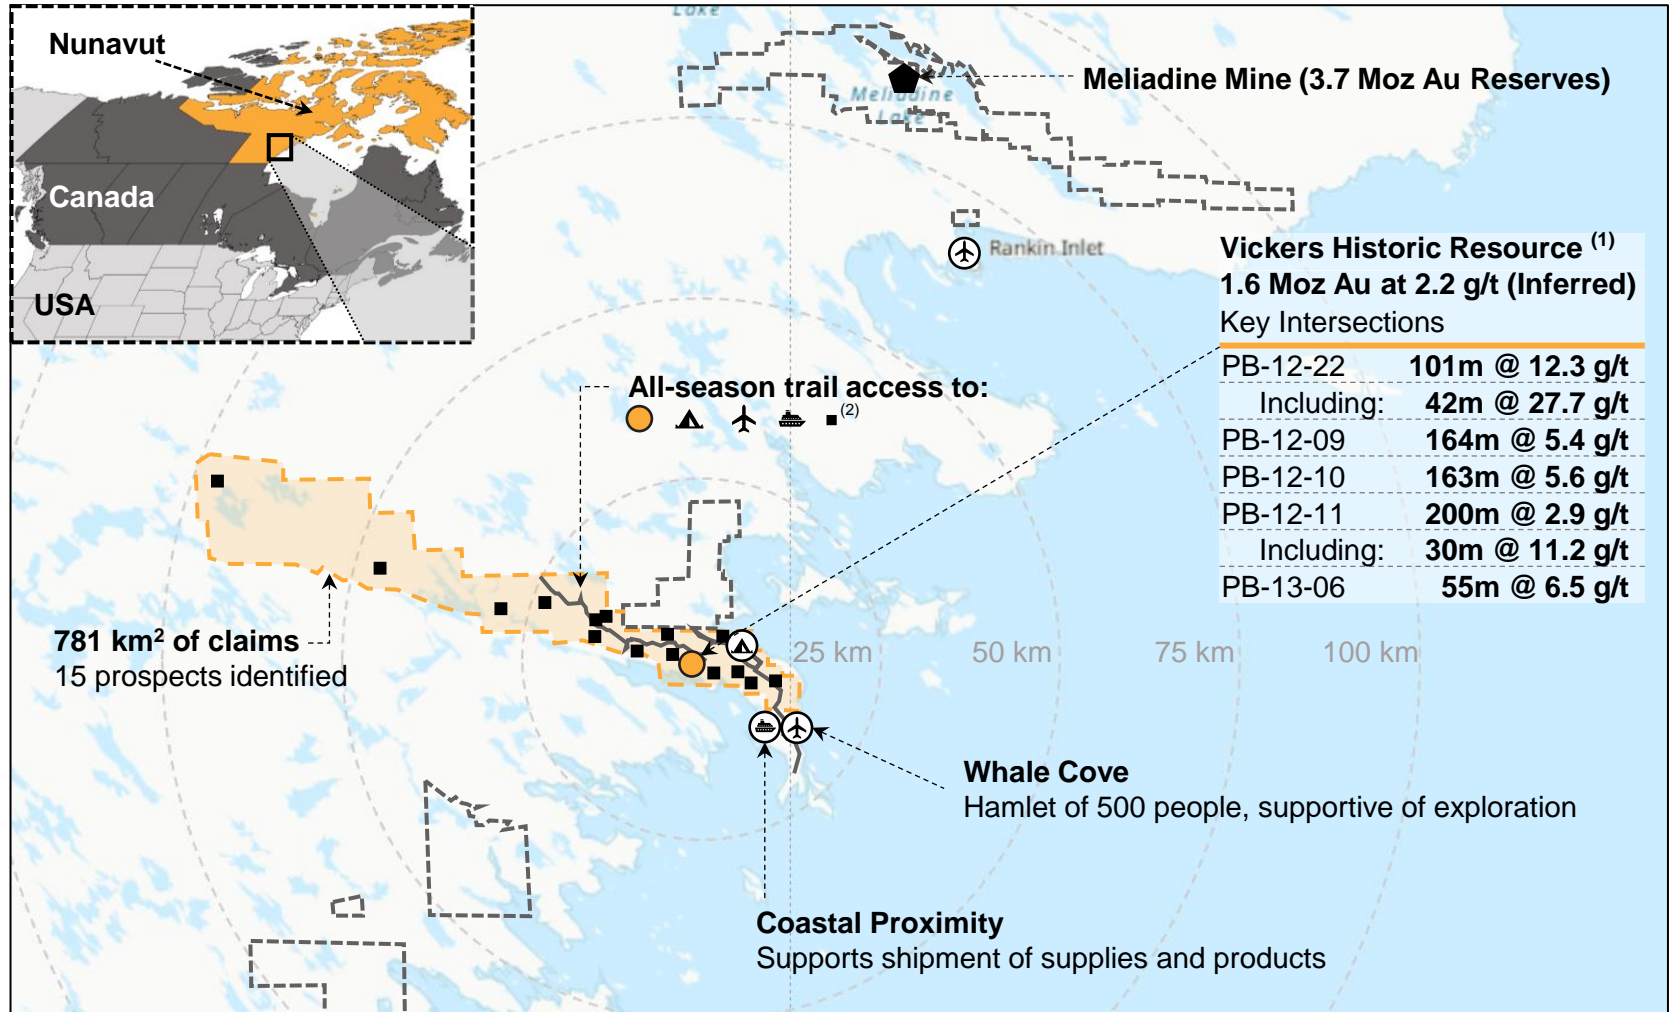 Lake
Nunavut
Canada
USA
Meliadine Mine (3.7 Moz Au Reserves)
Meliadine
Lake
Rankin Inlet
Vickers Historic Resource (1)
1.6 Moz Au at 2.2 g/t (Inferred)
Key Intersections
PB-12-22 101m @ 12.3 g/t
Including: 42m @ 27.7 g/t
PB-12-09 164m @ 5.4 g/t
PB-12-10 163m @ 5.6 g/t
PB-12-11 200m @ 2.9 g/t
Including: 30m @ 11.2 g/t
PB-13-06 55m @ 6.5 g/t
All-season trail access to:
(2)
781 km² of claims
15 prospects identified
25 km 50 km 75 km 100 km
Whale Cove
Hamlet of 500 people, supportive of exploration
Coastal Proximity
Supports shipment of supplies and products